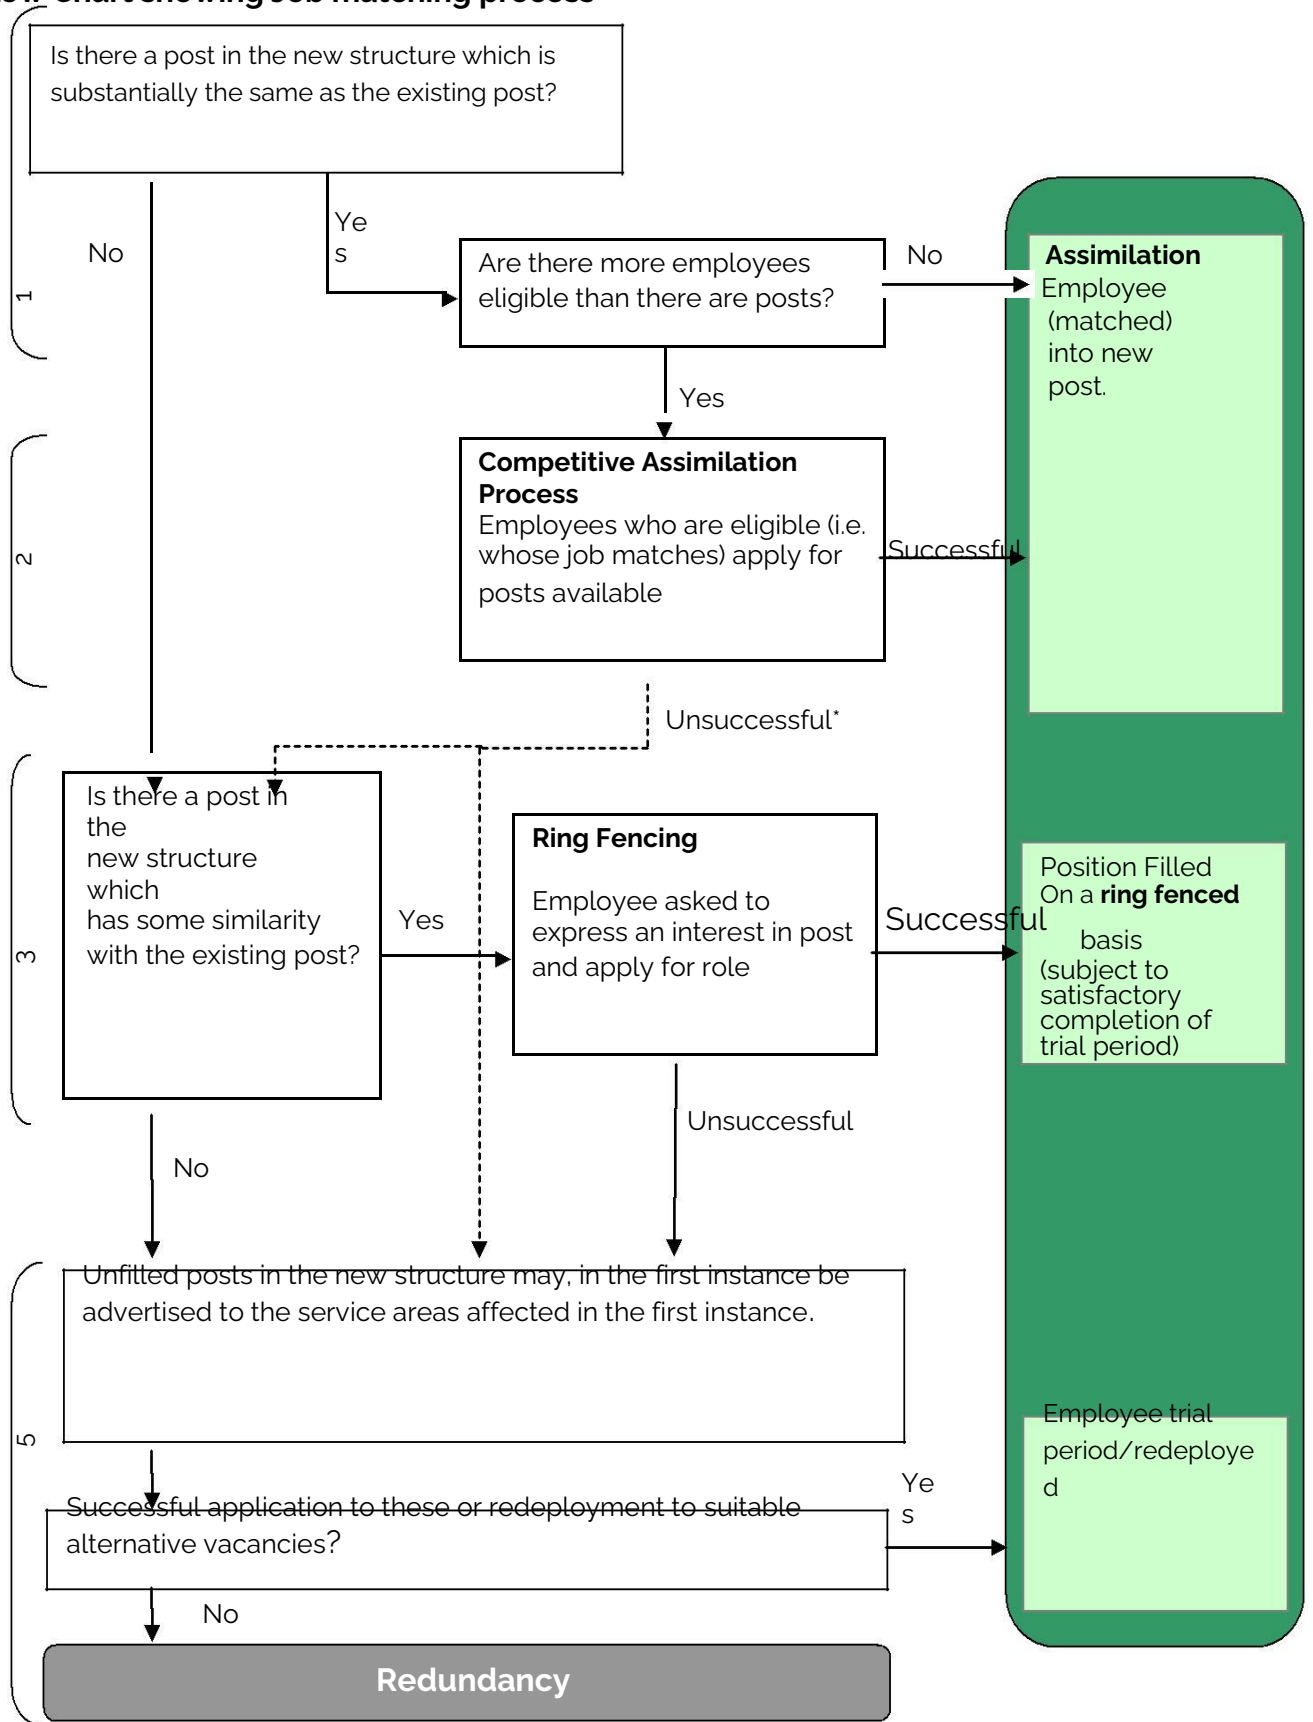 Chart showing Job matching process
Is there a post in the new structure which is
substantially the same as the existing post?
No
Ye
s
1
Are there more employees
eligible than there are posts?
No
Assimilation
Employee
(matched)
into new
post.
Yes
2
Competitive Assimilation
Process
Employees who are eligible (i.e.
whose job matches) apply for
posts available
Successful
Unsuccessful*
3
Is there a post in
the
new structure
which
has some similarity
with the existing post?
Yes
Ring Fencing
Employee asked to
express an interest in post
and apply for role
Successful
Position Filled
On a ring fenced
basis
(subject to
satisfactory
completion of
trial period)
Unsuccessful
No
5
Unfilled posts in the new structure may, in the first instance be
advertised to the service areas affected in the first instance.
Successful application to these or redeployment to suitable
alternative vacancies?
Ye
s
Employee trial
period/redeploye
d
No
Redundancy